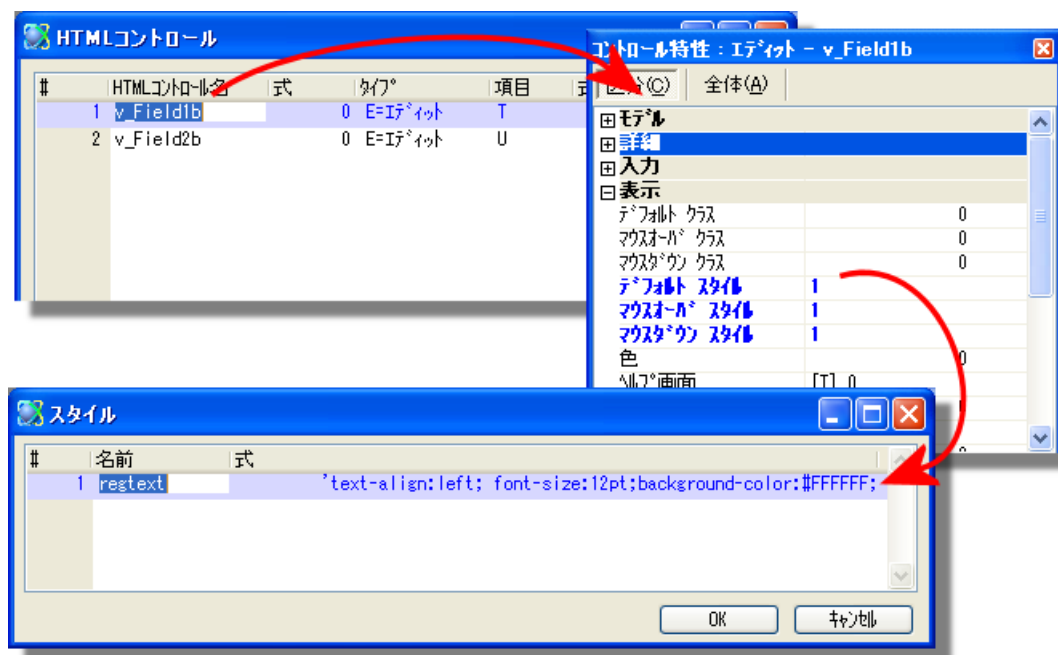 HTMLコントロール
# HTMLコントロール名 式 タイプ 項目
1 v_Field1b 0 E=エディット T
2 v_Field2b 0 E=エディット U
コントロール特性：エディット - v_Field1b
全体(A)
モデル
詳細
入力
表示
デフォルト クラス 0
マウスオーバ クラス 0
マウスダウン クラス 0
デフォルト スタイル 1
マウスオーバ スタイル 1
マウスダウン スタイル 1
色 0
ヘルプ画面 [T] 0
スタイル
# 名前 式
1 regtext 'text-align:left; font-size:12pt;background-color:#FFFFFF;
OK キャンセル